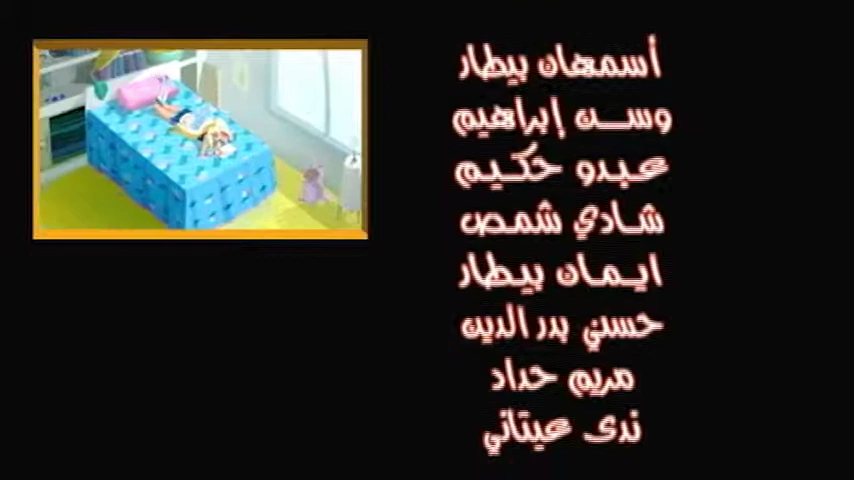 أسمهان بيطار
وسن إبراهيم
عبدو حكيم
شادي شمص
ايمان بيطار
حسني بدر الدين
مريم حداد
ندى عيتاني